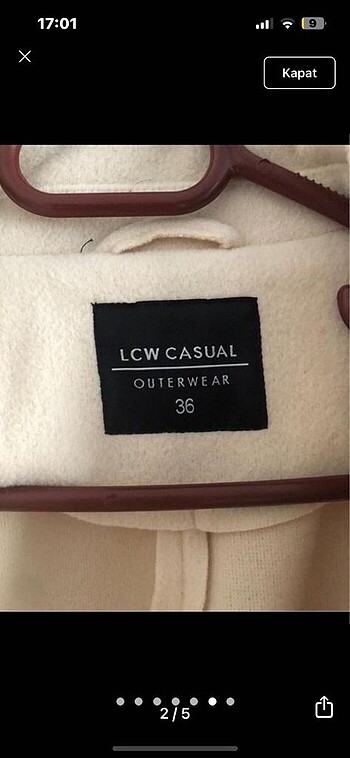 17:01
9
Kapat
LCW CASUAL
OUTERWEAR
36
2/5